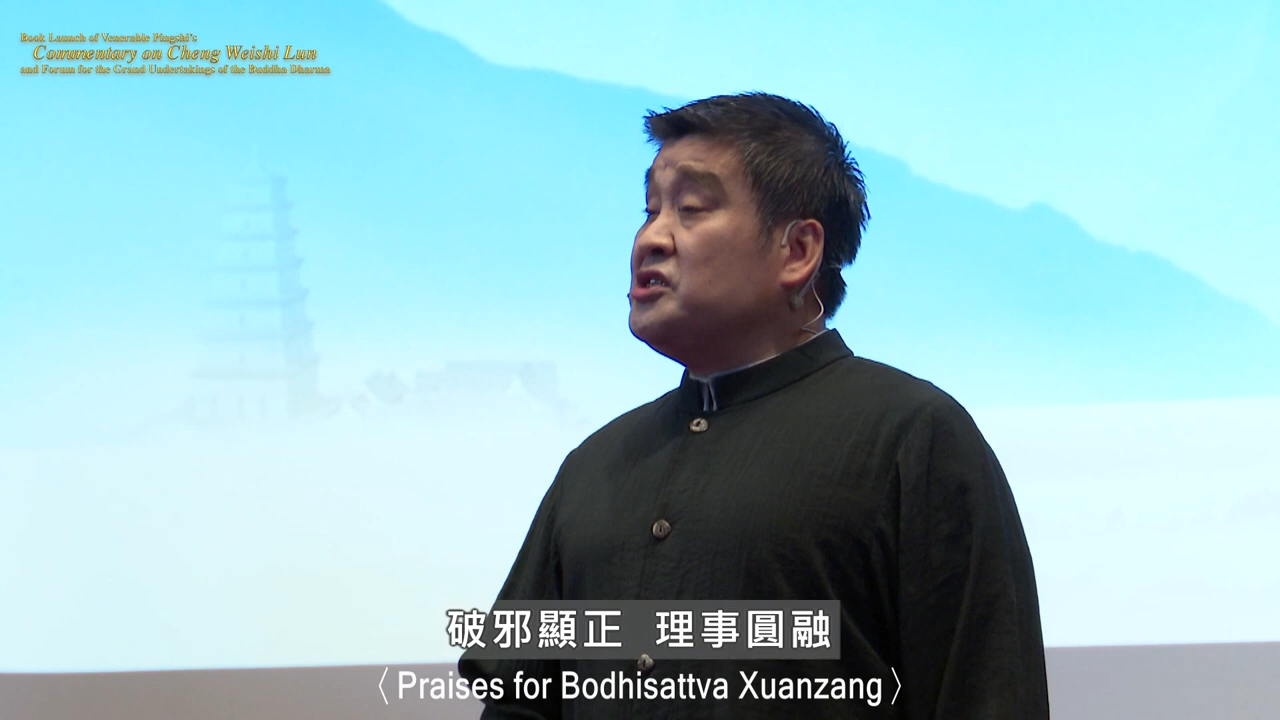 Book Launch of Venerable Pingshi's
Commentary on Cheng Weishi Lun
and Forum for the Grand Undertakings of the Buddha Dharma
破邪顯正 理事圓融
〈Praises for Bodhisattva Xuanzang〉